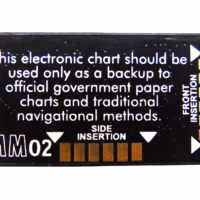 his electronic chart should be
used only as a backup to
official government paper
charts and traditional
navigational methods.
SIDE
INSERTION
MM02
FRONT
INSERTION